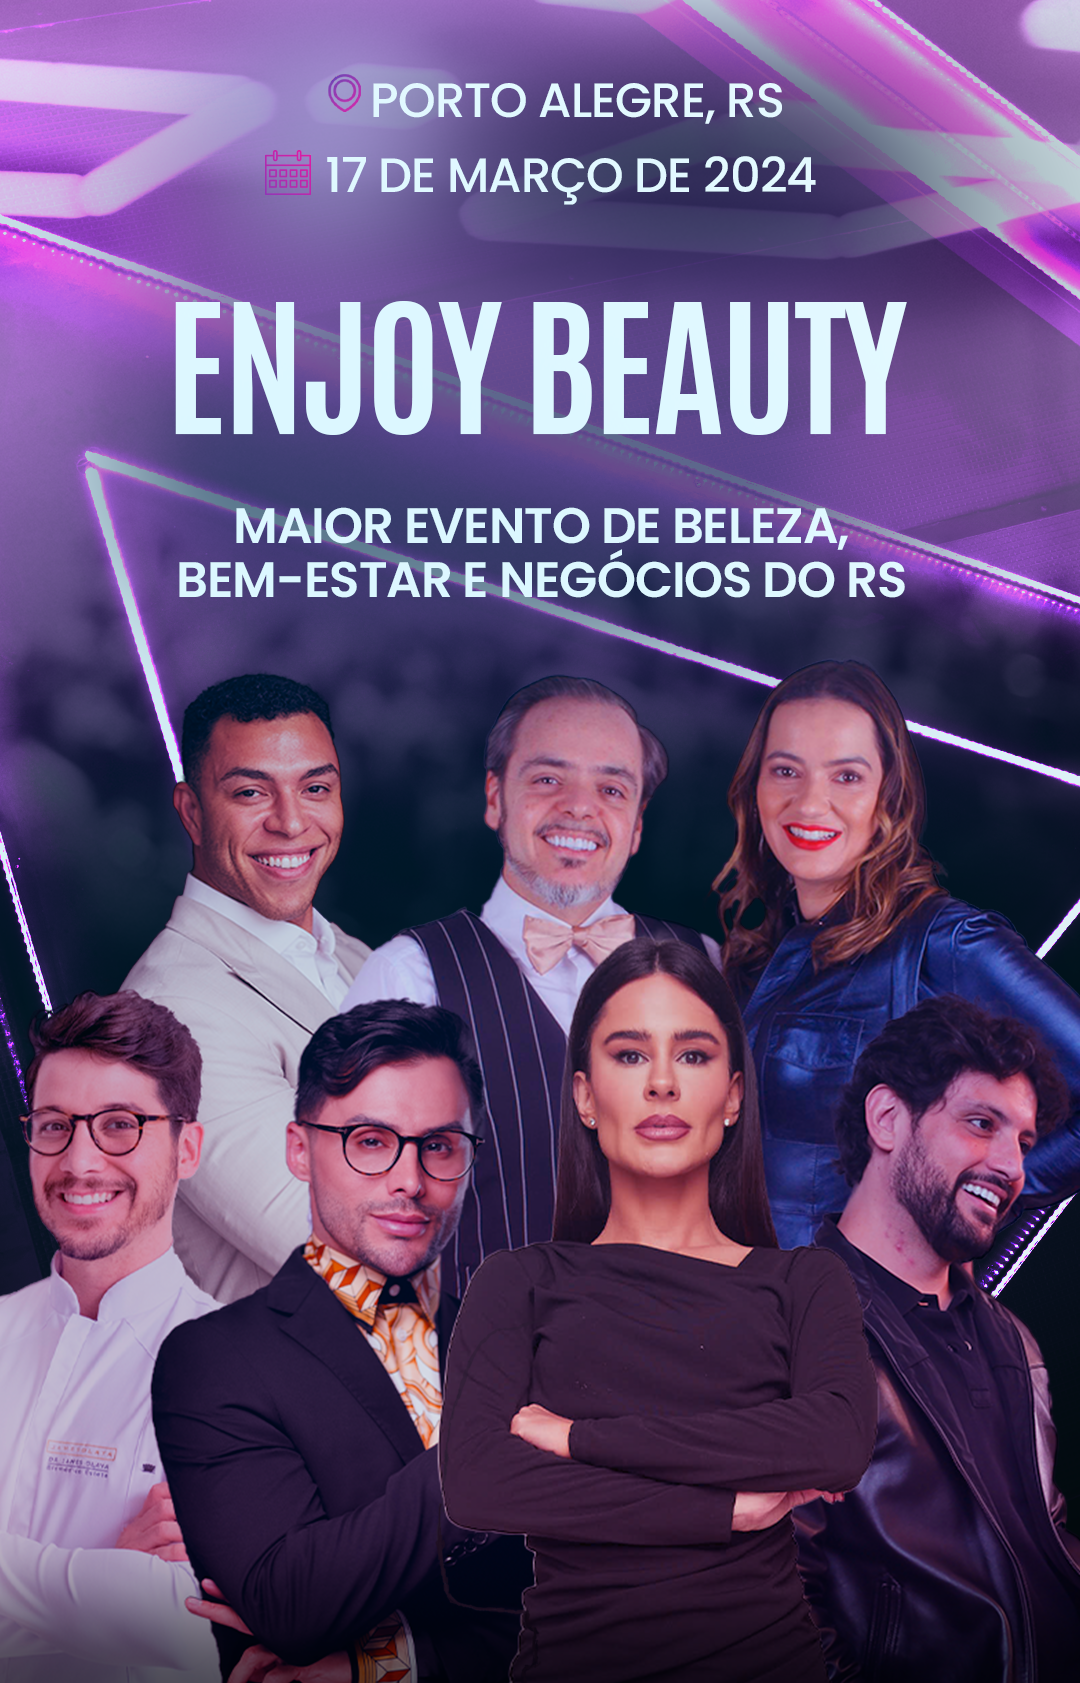 PORTO ALEGRE, RS
17 DE MARÇO DE 2024
ENJOY BEAUTY
MAIOR EVENTO DE BELEZA,
BEM-ESTAR E NEGÓCIOS DO RS